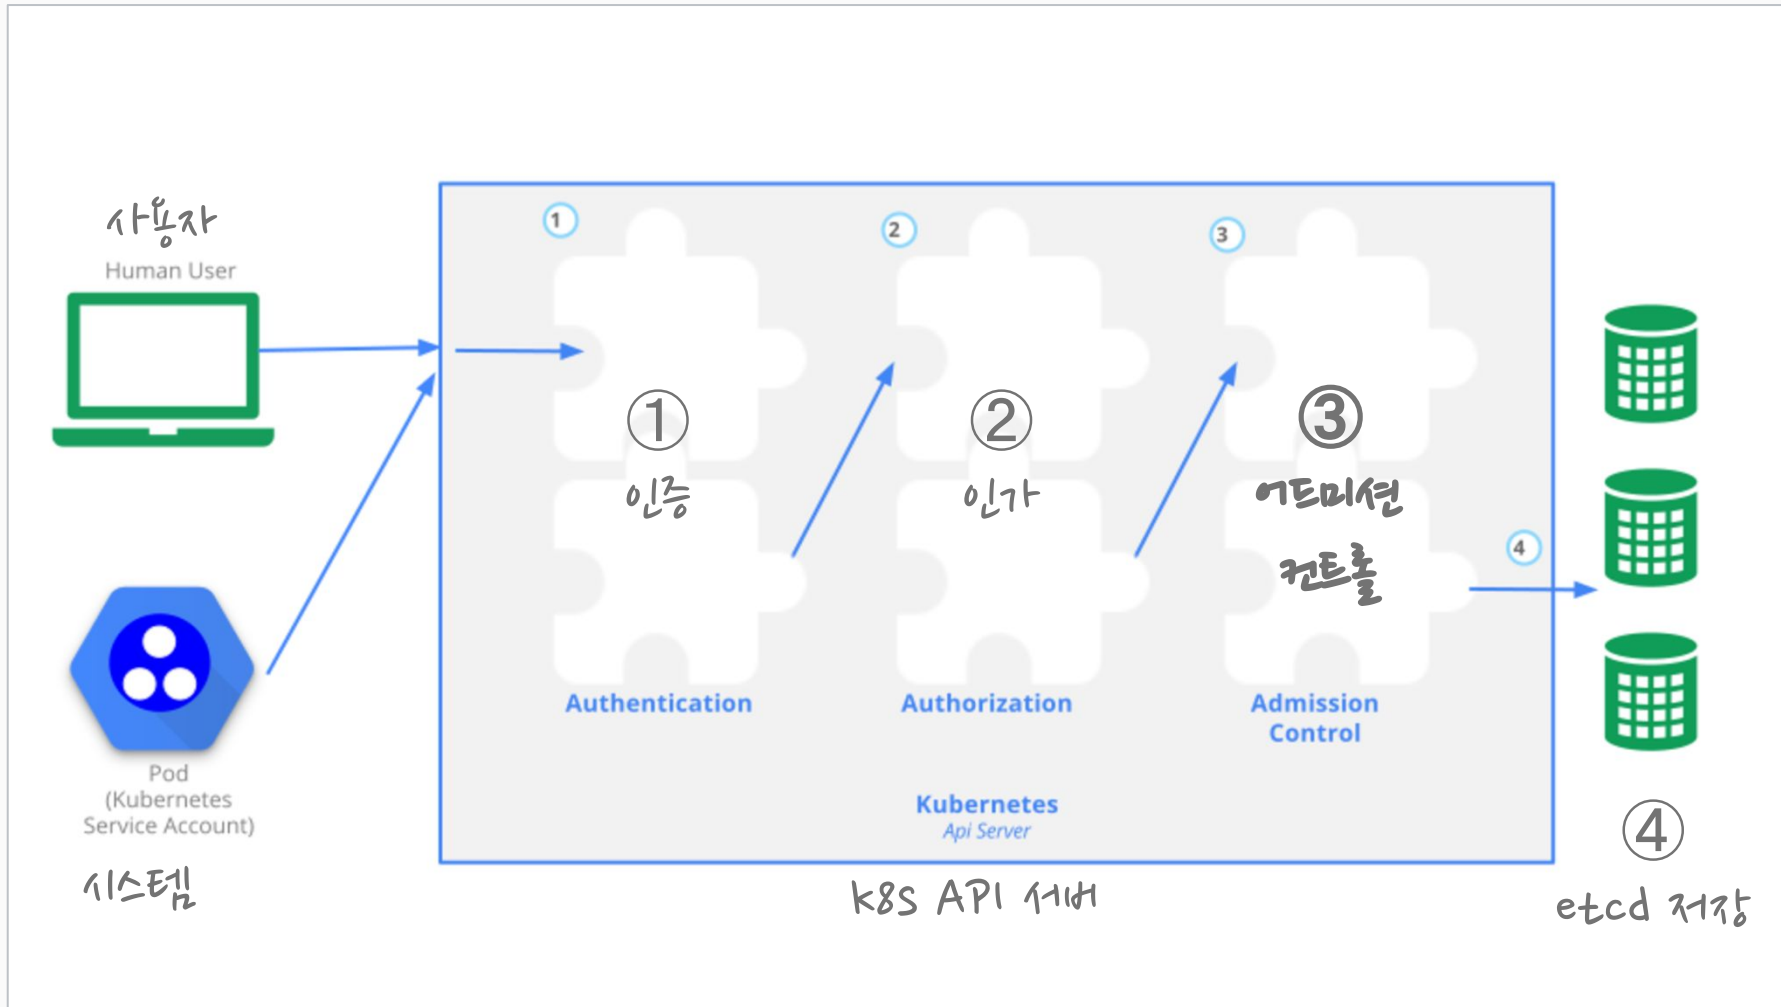 사용자
Human User
Pod
(Kubernetes
Service Account)
시스템
1
①
인증
Authentication
2
②
인가
Authorization
3
③
어드미션
컨트롤
Admission
Control
Kubernetes
Api Server
k8s API 서버
4
④
etcd 저장